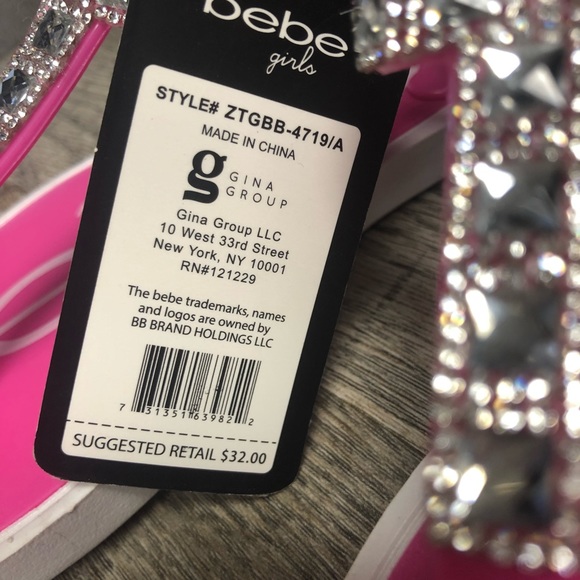 bebe
girls
STYLE# ZTGBB-4719/A
MADE IN CHINA
g GINA
GROUP
Gina Group LLC
10 West 33rd Street
New York, NY 10001
RN#121229
The bebe trademarks, names
and logos are owned by
BB BRAND HOLDINGS LLC
7 31351 63982 2
SUGGESTED RETAIL $32.00